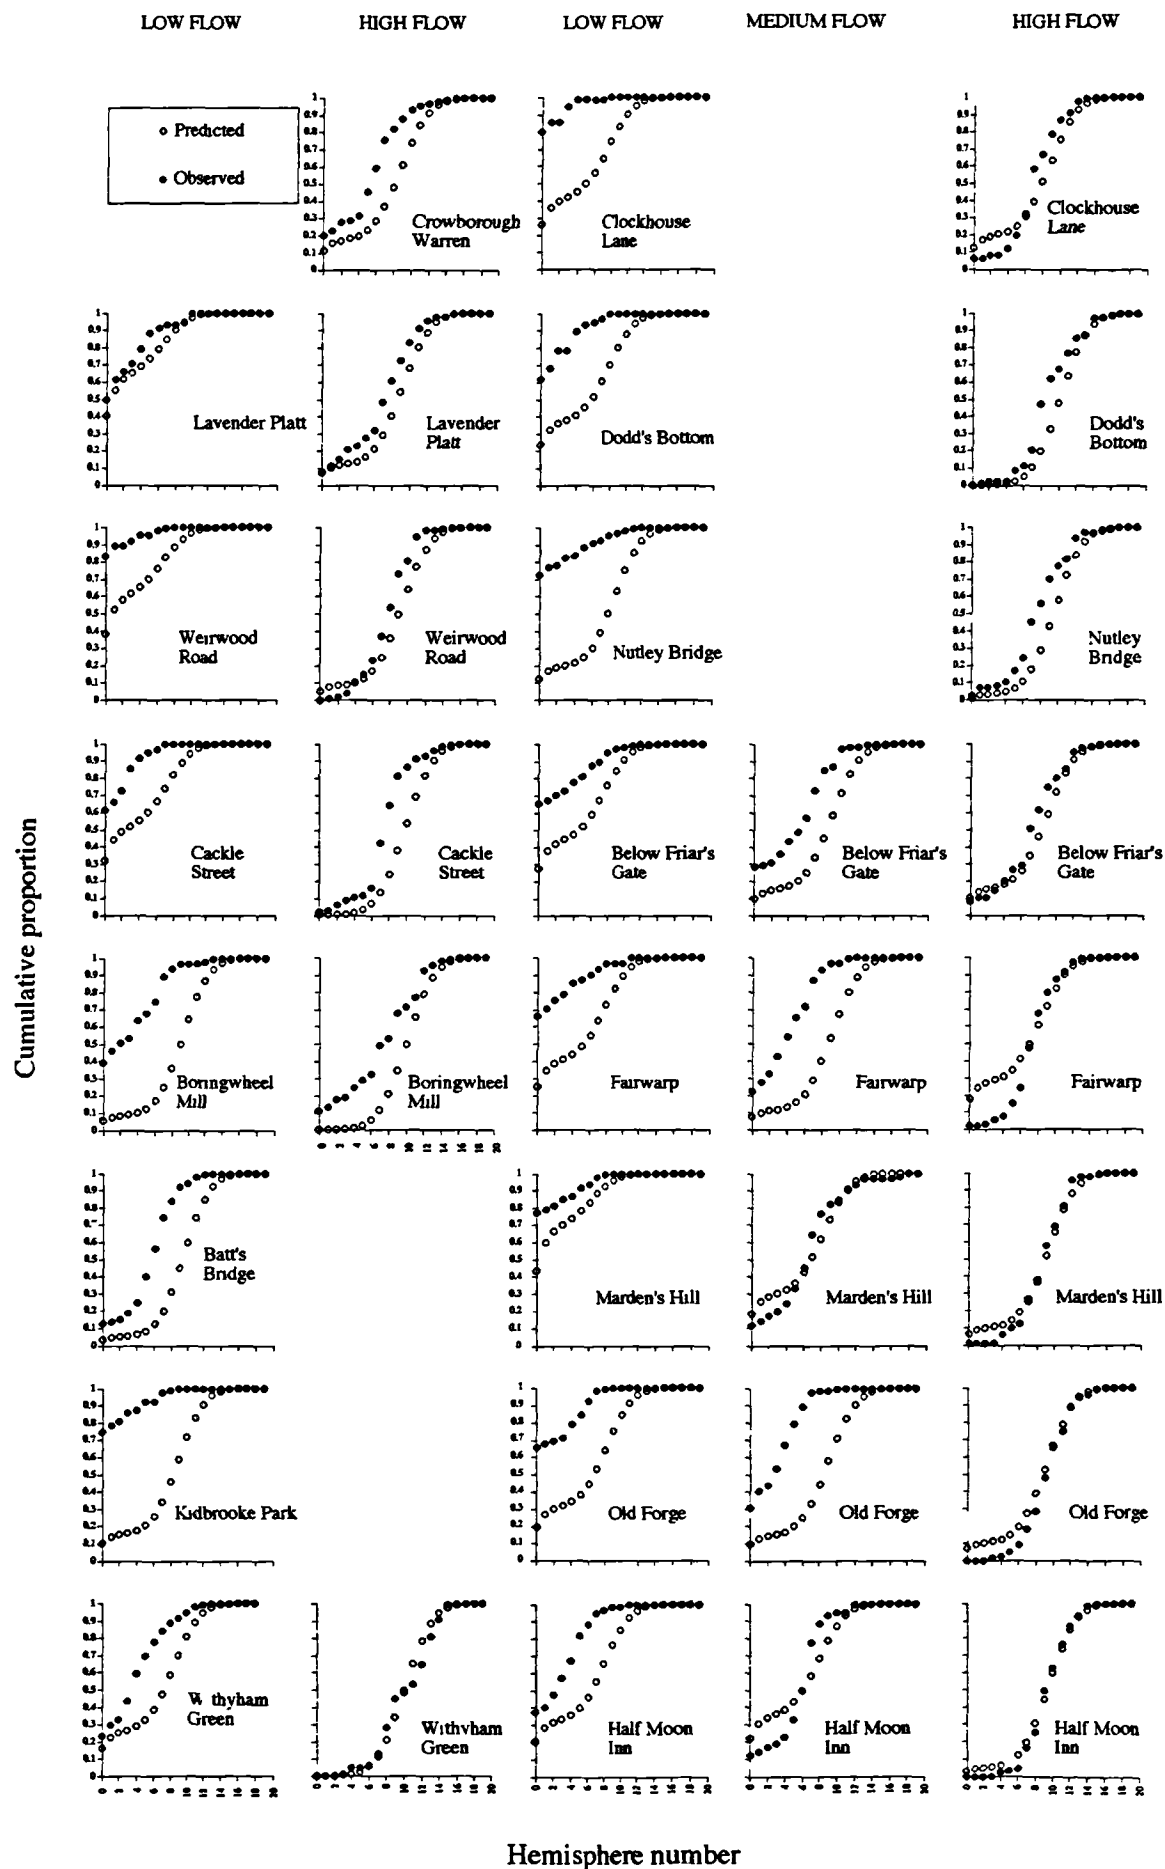 LOW FLOW HIGH FLOW LOW FLOW MEDIUM FLOW HIGH FLOW
Predicted
Observed
Crowborough
Warren
Clockhouse
Lane
Clockhouse
Lane
Lavender Platt
Lavender
Platt
Dodd's Bottom
Dodd's
Bottom
Weirwood
Road
Weirwood
Road
Nutley Bridge
Nutley
Bridge
Cackle
Street
Cackle
Street
Below Friar's
Gate
Below Friar's
Gate
Below Friar's
Gate
Boringwheel
Mill
Boringwheel
Mill
Fairwarp
Fairwarp
Fairwarp
Batt's
Bridge
Marden's Hill
Marden's Hill
Marden's Hill
Kidbrooke Park
Old Forge
Old Forge
Old Forge
Withyham
Green
Withyham
Green
Half Moon
Inn
Half Moon
Inn
Half Moon
Inn
Cumulative proportion
Hemisphere number